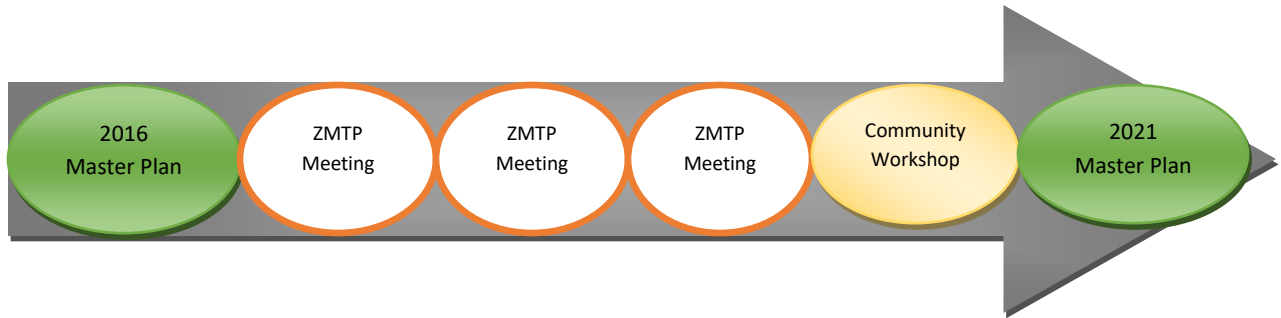 2016
Master Plan
ZMTP
Meeting
ZMTP
Meeting
ZMTP
Meeting
Community
Workshop
2021
Master Plan